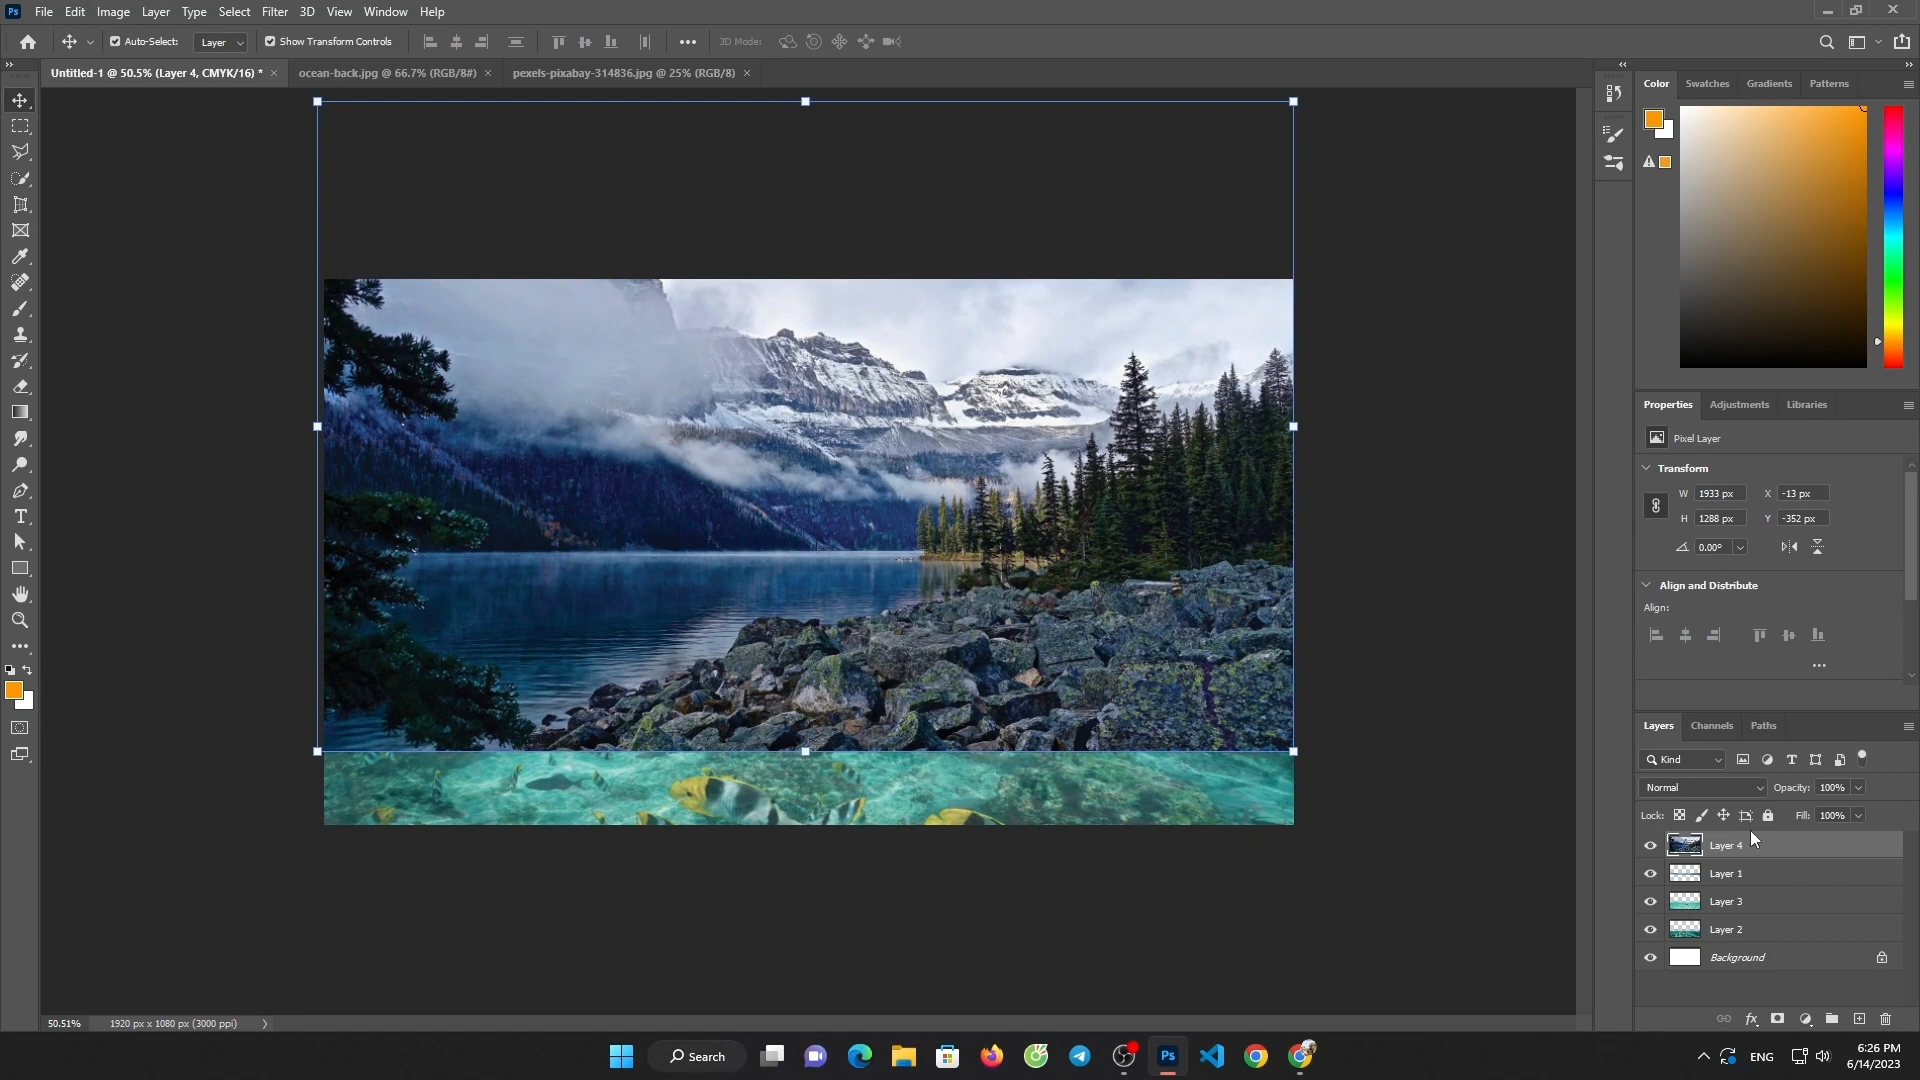 Ps File Edit Image Layer Type Select Filter 3D View Window Help
Auto-Select: Layer Show Transform Controls 3D Mode:
Untitled-1 @ 50.5% (Layer 4, CMYK/16) * ocean-back.jpg @ 66.7% (RGB/8#) pexels-pixabay-314836.jpg @ 25% (RGB/8)
Color Swatches Gradients Patterns
Properties Adjustments Libraries
Pixel Layer
Transform
W 1933 px X -13 px
H 1288 px Y -352 px
0.00°
Align and Distribute
Align:
Layers Channels Paths
Kind
Normal Opacity: 100%
Lock: Fill: 100%
Layer 4
Layer 1
Layer 3
Layer 2
Background
fx
50.51% 1920 px x 1080 px (3000 ppi)
Search Ps ENG 6:26 PM
6/14/2023